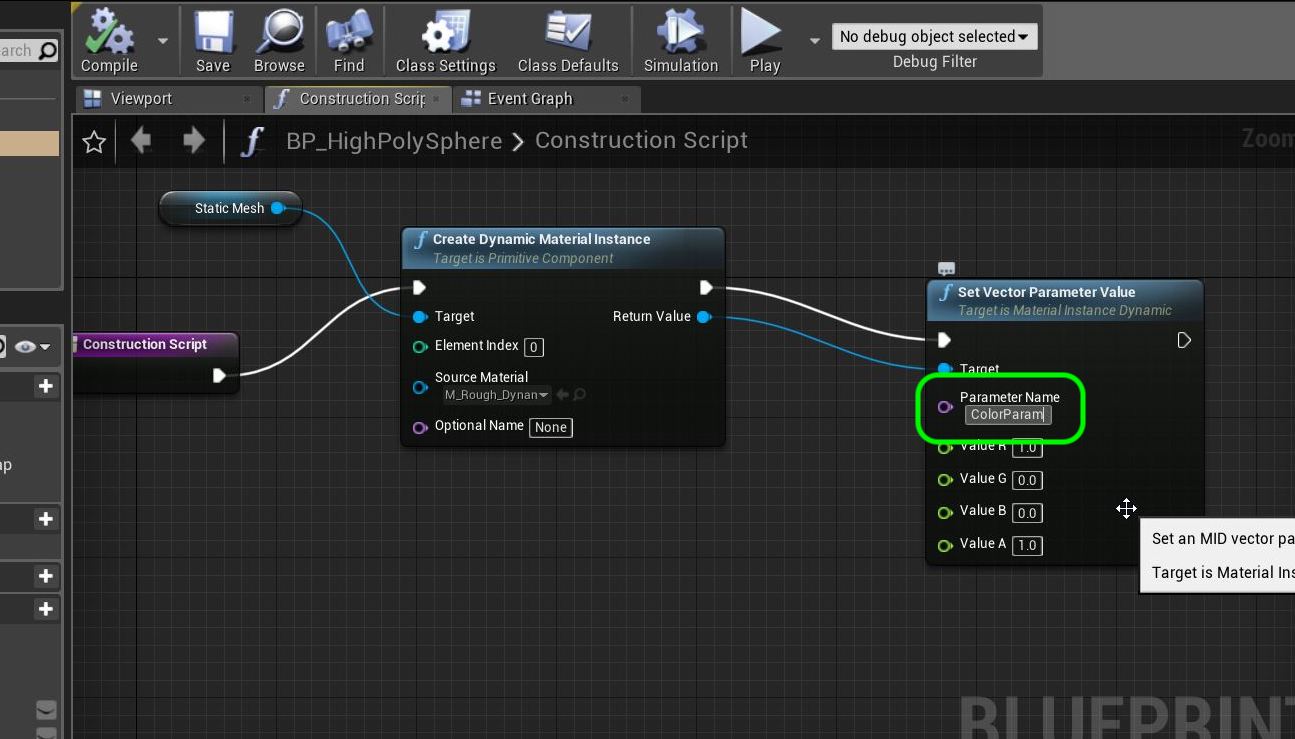 arch
Compile
Save
Browse
Find
Class Settings
Class Defaults
Simulation
Play
No debug object selected
Debug Filter
Viewport
Construction Scrip
Event Graph
BP_HighPolySphere > Construction Script
Zoom
Static Mesh
Create Dynamic Material Instance
Target is Primitive Component
Target
Return Value
Element Index 0
Source Material
M_Rough_Dynan
Optional Name None
Construction Script
Set Vector Parameter Value
Target is Material Instance Dynamic
Target
Parameter Name
ColorParam
Value R 1.0
Value G 0.0
Value B 0.0
Value A 1.0
Set an MID vector pa
Target is Material Ins
ap
BLUEPRINT